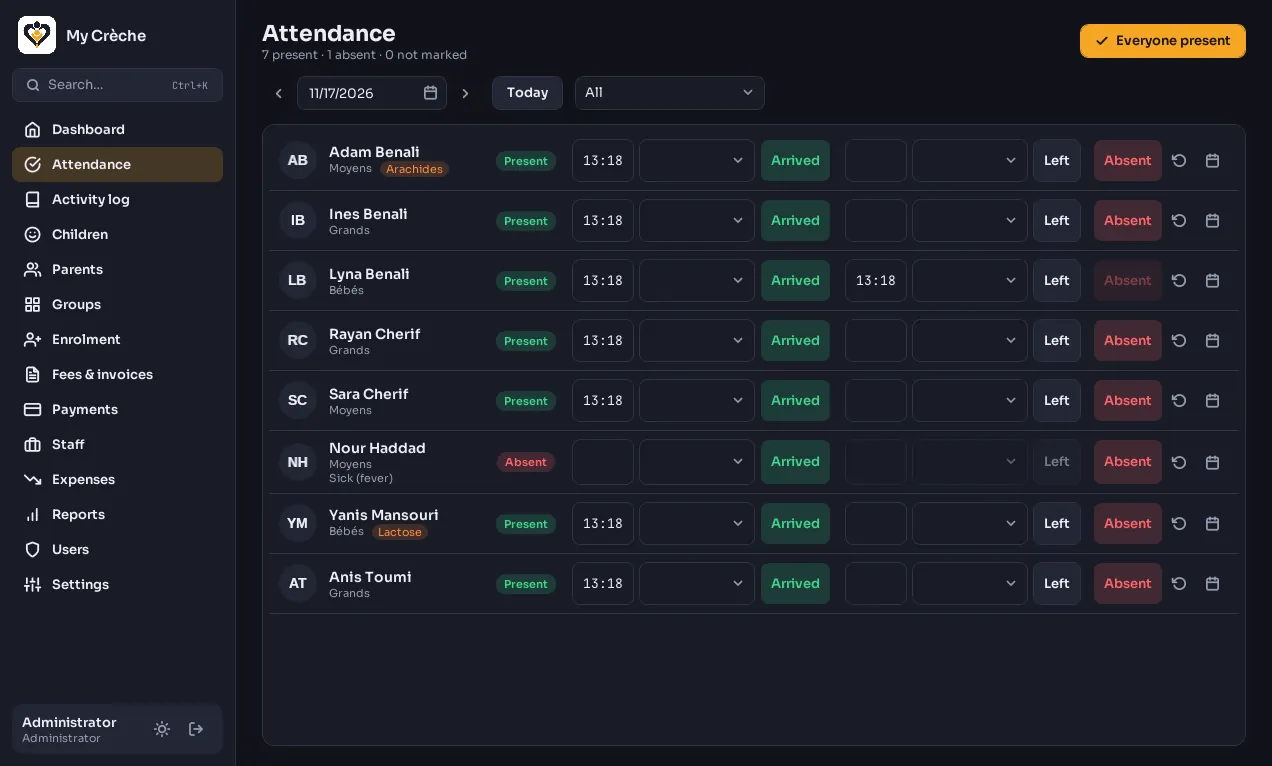 My Crèche
Search... Ctrl+K
Dashboard
Attendance
Activity log
Children
Parents
Groups
Enrolment
Fees & invoices
Payments
Staff
Expenses
Reports
Users
Settings
Administrator
Administrator
Attendance
7 present · 1 absent · 0 not marked
Everyone present
11/17/2026 Today All
AB Adam Benali Present 13:18 Arrived Left Absent
Moyens Arachides
IB Ines Benali Present 13:18 Arrived Left Absent
Grands
LB Lyna Benali Present 13:18 Arrived 13:18 Left Absent
Bébés
RC Rayan Cherif Present 13:18 Arrived Left Absent
Grands
SC Sara Cherif Present 13:18 Arrived Left Absent
Moyens
NH Nour Haddad Absent Arrived Left Absent
Moyens
Sick (fever)
YM Yanis Mansouri Present 13:18 Arrived Left Absent
Bébés Lactose
AT Anis Toumi Present 13:18 Arrived Left Absent
Grands